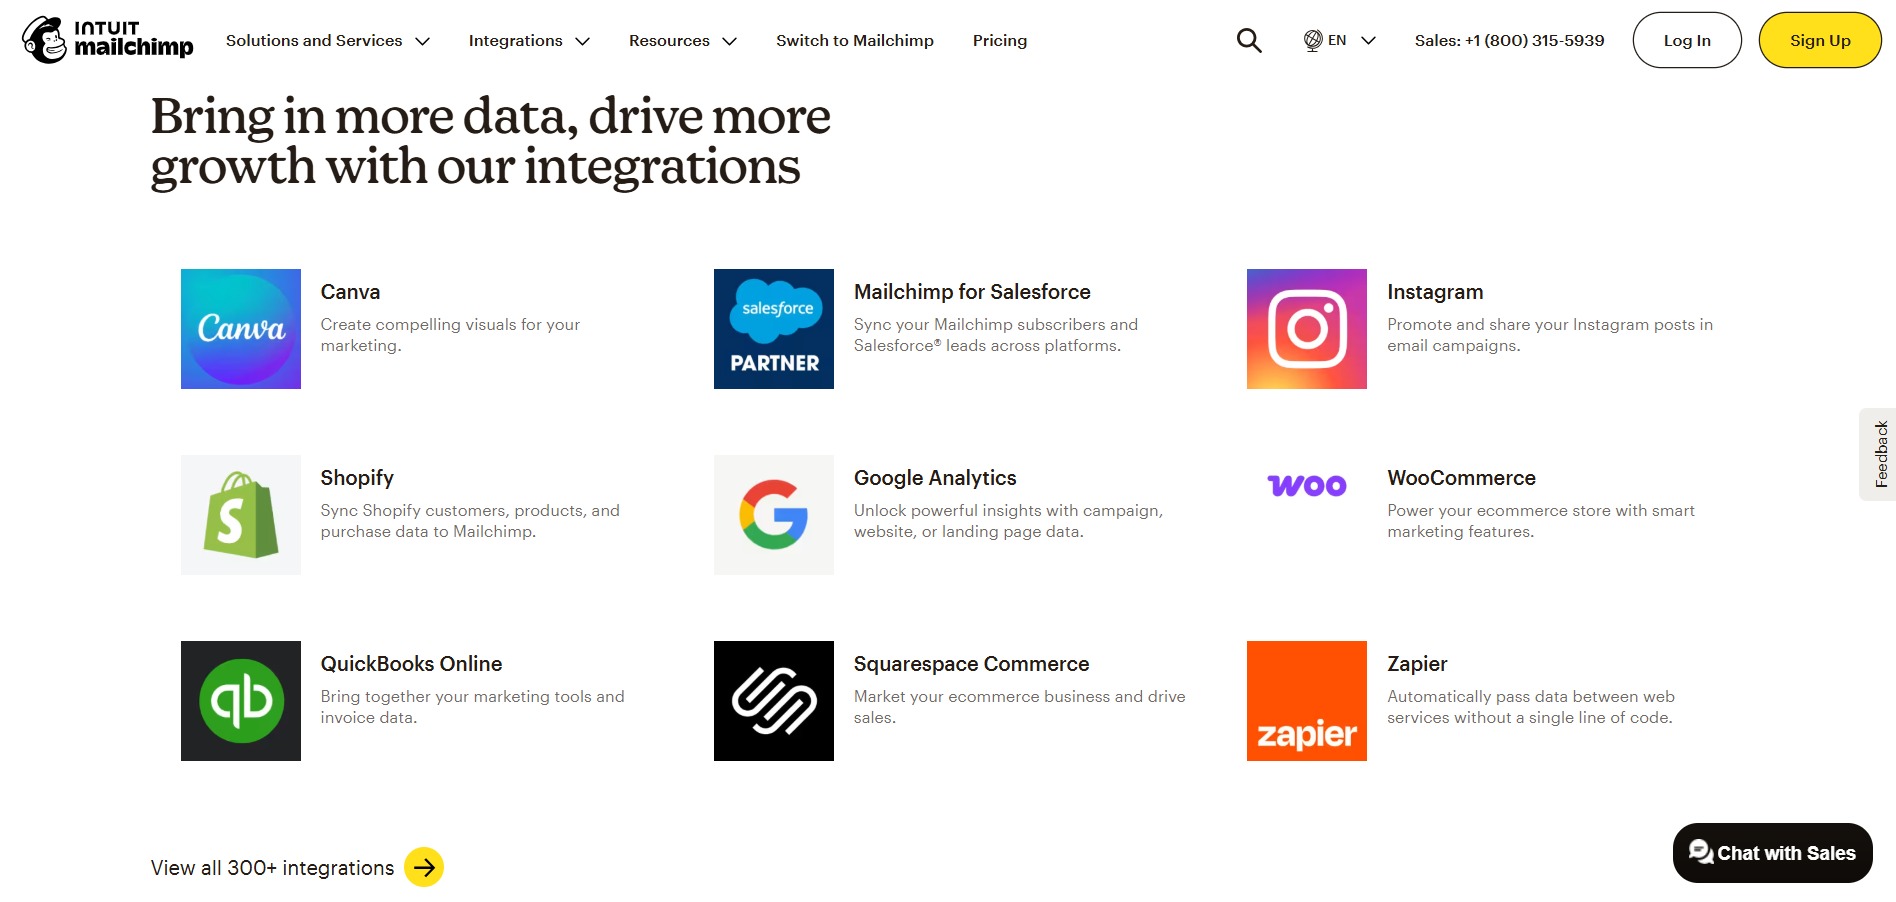 INTUIT
mailchimp
Solutions and Services
Integrations
Resources
Switch to Mailchimp
Pricing
EN
Sales: +1 (800) 315-5939
Log In
Sign Up
Bring in more data, drive more
growth with our integrations
Canva
Canva
Create compelling visuals for your
marketing.
salesforce
PARTNER
Mailchimp for Salesforce
Sync your Mailchimp subscribers and
Salesforce® leads across platforms.
Instagram
Promote and share your Instagram posts in
email campaigns.
Feedback
S
Shopify
Sync Shopify customers, products, and
purchase data to Mailchimp.
G
Google Analytics
Unlock powerful insights with campaign,
website, or landing page data.
woo
WooCommerce
Power your ecommerce store with smart
marketing features.
qb
QuickBooks Online
Bring together your marketing tools and
invoice data.
Squarespace Commerce
Market your ecommerce business and drive
sales.
zapier
Zapier
Automatically pass data between web
services without a single line of code.
View all 300+ integrations
Chat with Sales